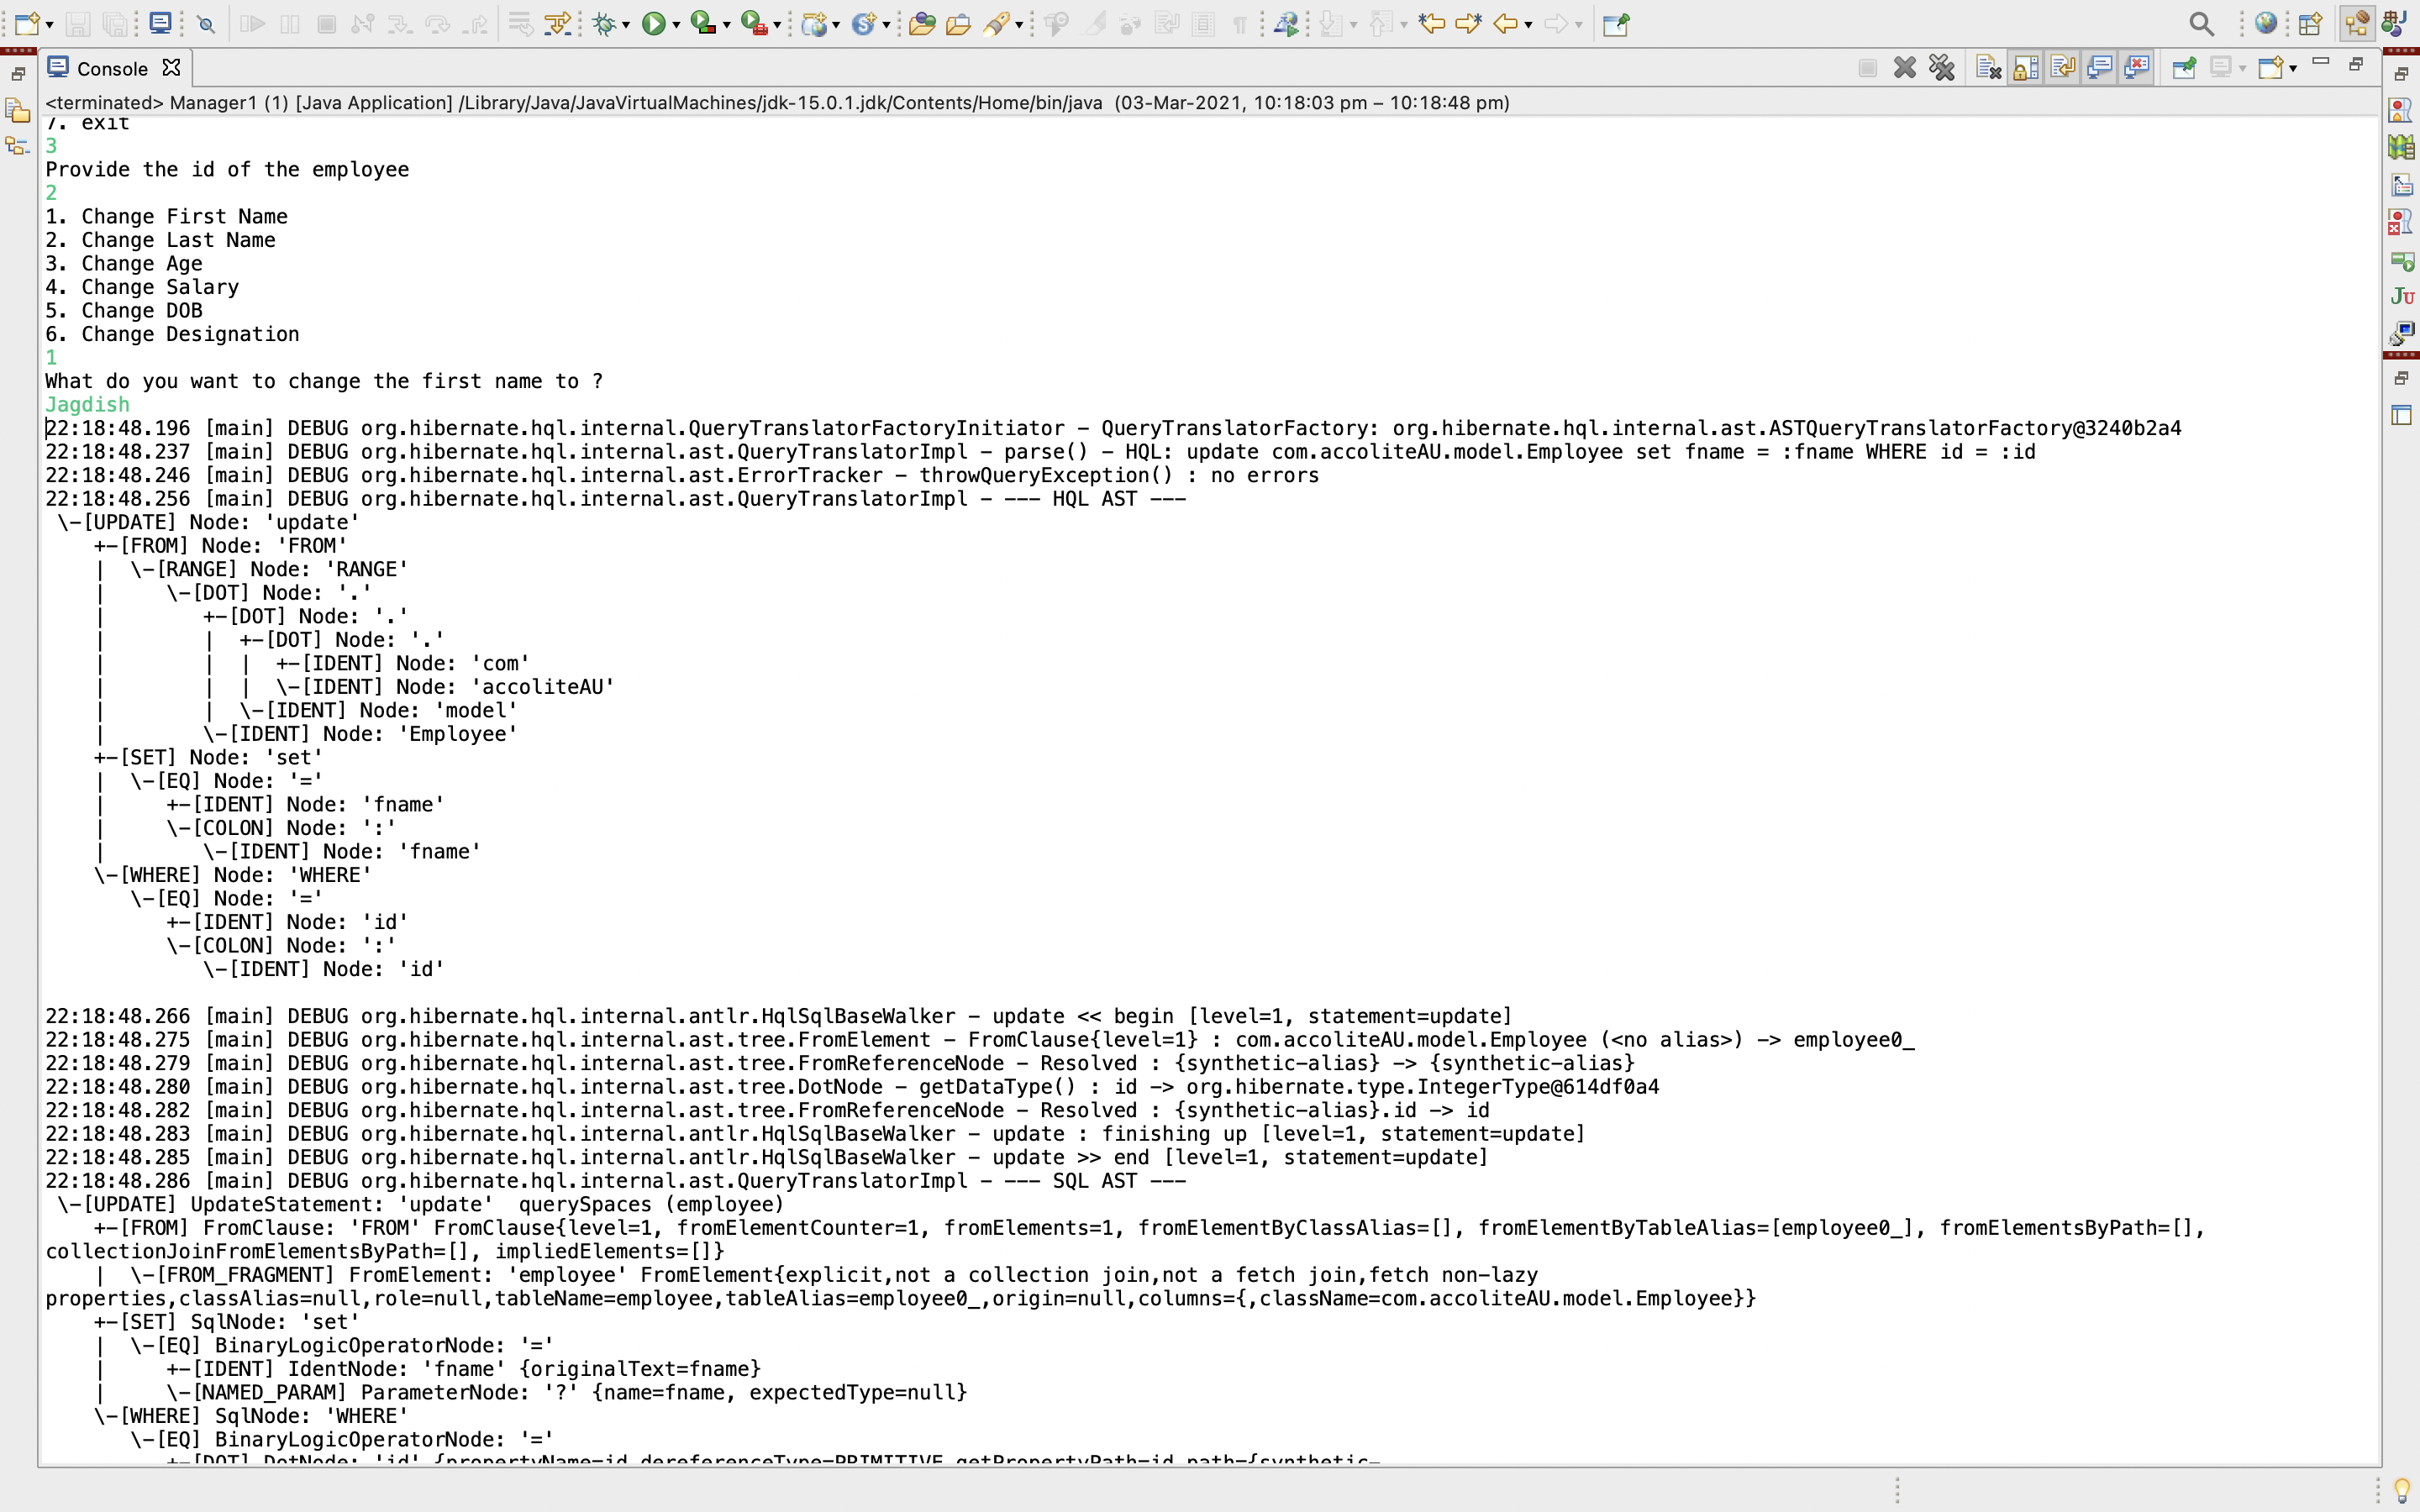 Console
<terminated> Manager1 (1) [Java Application] /Library/Java/JavaVirtualMachines/jdk-15.0.1.jdk/Contents/Home/bin/java (03-Mar-2021, 10:18:03 pm – 10:18:48 pm)
7. exit
3
Provide the id of the employee
2
1. Change First Name
2. Change Last Name
3. Change Age
4. Change Salary
5. Change DOB
6. Change Designation
1
What do you want to change the first name to ?
Jagdish
22:18:48.196 [main] DEBUG org.hibernate.hql.internal.QueryTranslatorFactoryInitiator - QueryTranslatorFactory: org.hibernate.hql.internal.ast.ASTQueryTranslatorFactory@3240b2a4
22:18:48.237 [main] DEBUG org.hibernate.hql.internal.ast.QueryTranslatorImpl - parse() - HQL: update com.accoliteAU.model.Employee set fname = :fname WHERE id = :id
22:18:48.246 [main] DEBUG org.hibernate.hql.internal.ast.ErrorTracker - throwQueryException() : no errors
22:18:48.256 [main] DEBUG org.hibernate.hql.internal.ast.QueryTranslatorImpl - --- HQL AST ---
 \-[UPDATE] Node: 'update'
    +-[FROM] Node: 'FROM'
    |  \-[RANGE] Node: 'RANGE'
    |     \-[DOT] Node: '.'
    |        +-[DOT] Node: '.'
    |        |  +-[DOT] Node: '.'
    |        |  |  +-[IDENT] Node: 'com'
    |        |  |  \-[IDENT] Node: 'accoliteAU'
    |        |  \-[IDENT] Node: 'model'
    |        \-[IDENT] Node: 'Employee'
    +-[SET] Node: 'set'
    |  \-[EQ] Node: '='
    |     +-[IDENT] Node: 'fname'
    |     \-[COLON] Node: ':'
    |        \-[IDENT] Node: 'fname'
    \-[WHERE] Node: 'WHERE'
       \-[EQ] Node: '='
          +-[IDENT] Node: 'id'
          \-[COLON] Node: ':'
             \-[IDENT] Node: 'id'
22:18:48.266 [main] DEBUG org.hibernate.hql.internal.antlr.HqlSqlBaseWalker - update << begin [level=1, statement=update]
22:18:48.275 [main] DEBUG org.hibernate.hql.internal.ast.tree.FromElement - FromClause{level=1} : com.accoliteAU.model.Employee (<no alias>) -> employee0_
22:18:48.279 [main] DEBUG org.hibernate.hql.internal.ast.tree.FromReferenceNode - Resolved : {synthetic-alias} -> {synthetic-alias}
22:18:48.280 [main] DEBUG org.hibernate.hql.internal.ast.tree.DotNode - getDataType() : id -> org.hibernate.type.IntegerType@614df0a4
22:18:48.282 [main] DEBUG org.hibernate.hql.internal.ast.tree.FromReferenceNode - Resolved : {synthetic-alias}.id -> id
22:18:48.283 [main] DEBUG org.hibernate.hql.internal.antlr.HqlSqlBaseWalker - update : finishing up [level=1, statement=update]
22:18:48.285 [main] DEBUG org.hibernate.hql.internal.antlr.HqlSqlBaseWalker - update >> end [level=1, statement=update]
22:18:48.286 [main] DEBUG org.hibernate.hql.internal.ast.QueryTranslatorImpl - --- SQL AST ---
 \-[UPDATE] UpdateStatement: 'update'  querySpaces (employee)
    +-[FROM] FromClause: 'FROM' FromClause{level=1, fromElementCounter=1, fromElements=1, fromElementByClassAlias=[], fromElementByTableAlias=[employee0_], fromElementsByPath=[],
collectionJoinFromElementsByPath=[], impliedElements=[]}
    |  \-[FROM_FRAGMENT] FromElement: 'employee' FromElement{explicit,not a collection join,not a fetch join,fetch non-lazy
properties,classAlias=null,role=null,tableName=employee,tableAlias=employee0_,origin=null,columns={,className=com.accoliteAU.model.Employee}}
    +-[SET] SqlNode: 'set'
    |  \-[EQ] BinaryLogicOperatorNode: '='
    |     +-[IDENT] IdentNode: 'fname' {originalText=fname}
    |     \-[NAMED_PARAM] ParameterNode: '?' {name=fname, expectedType=null}
    \-[WHERE] SqlNode: 'WHERE'
       \-[EQ] BinaryLogicOperatorNode: '='
          +-[DOT] DotNode: 'id' {propertyName=id,dereferenceType=PRIMITIVE,getPropertyPath=id,path={synthetic-